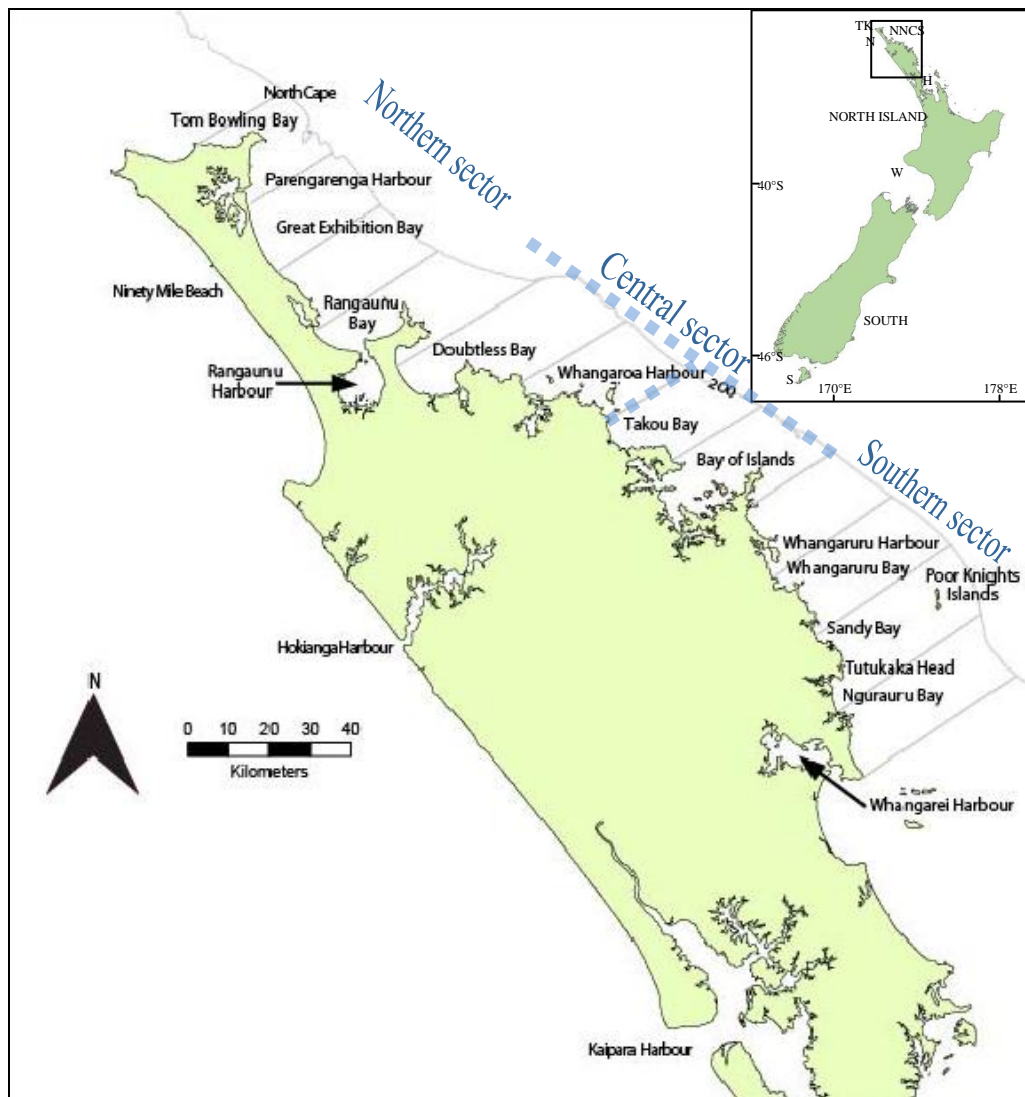 North Cape
Tom Bowling Bay
Parengarenga Harbour
Great Exhibition Bay
Ninety Mile Beach
Rangaunu
Bay
Rangaunu
Harbour
Doubtless Bay
Whangaroa Harbour
200
Takou Bay
Bay of Islands
Whangaruru Harbour
Whangaruru Bay
Poor Knights
Islands
Sandy Bay
Tutukaka Head
Ngurauru Bay
Hokianga Harbour
Whangarei Harbour
Kaipara Harbour
Northern sector
Central sector
Southern sector
N
0 10 20 30 40
Kilometers
TK
NNCS
N
H
NORTH ISLAND
W
40°S
SOUTH
46°S
S
170°E
178°E